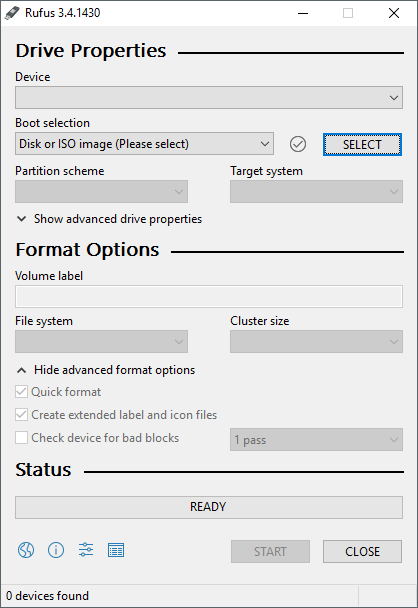 Rufus 3.4.1430
Drive Properties
Device
Boot selection
Disk or ISO image (Please select)
SELECT
Partition scheme
Target system
Show advanced drive properties
Format Options
Volume label
File system
Cluster size
Hide advanced format options
Quick format
Create extended label and icon files
Check device for bad blocks
1 pass
Status
READY
START
CLOSE
0 devices found